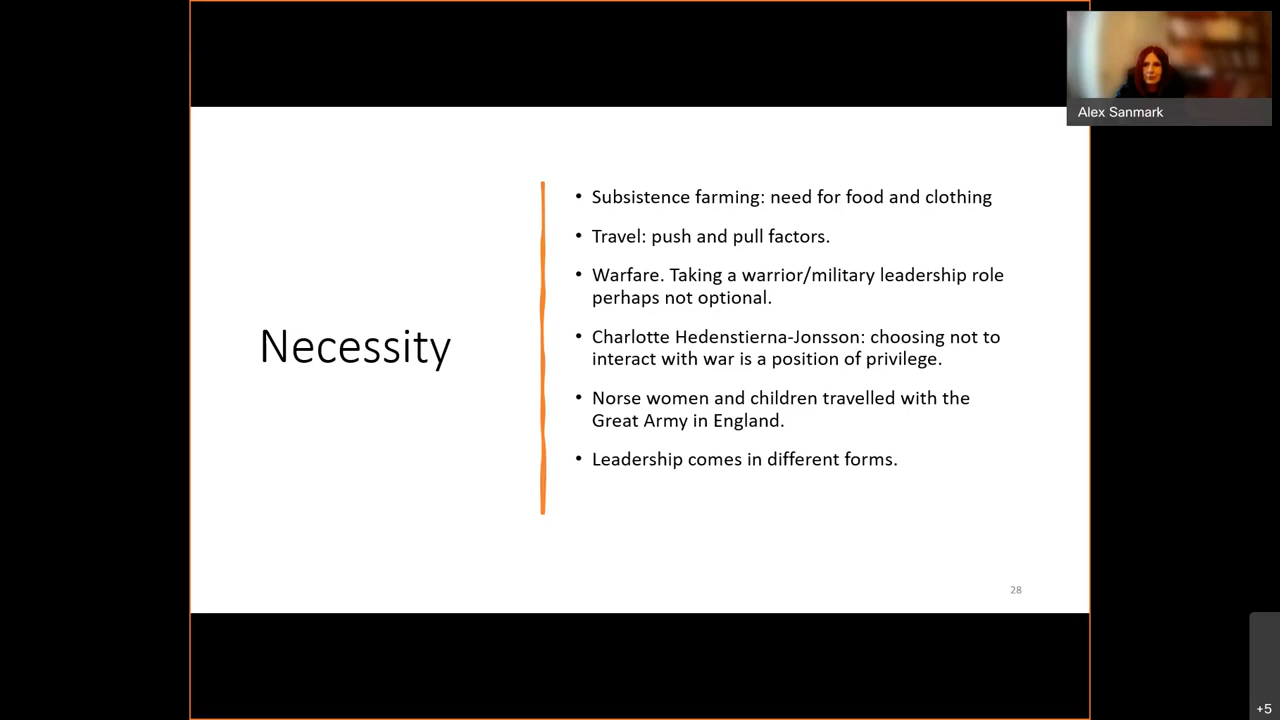 Alex Sanmark
Necessity
• Subsistence farming: need for food and clothing
• Travel: push and pull factors.
• Warfare. Taking a warrior/military leadership role
perhaps not optional.
• Charlotte Hedenstierna-Jonsson: choosing not to
interact with war is a position of privilege.
• Norse women and children travelled with the
Great Army in England.
• Leadership comes in different forms.
28
+5